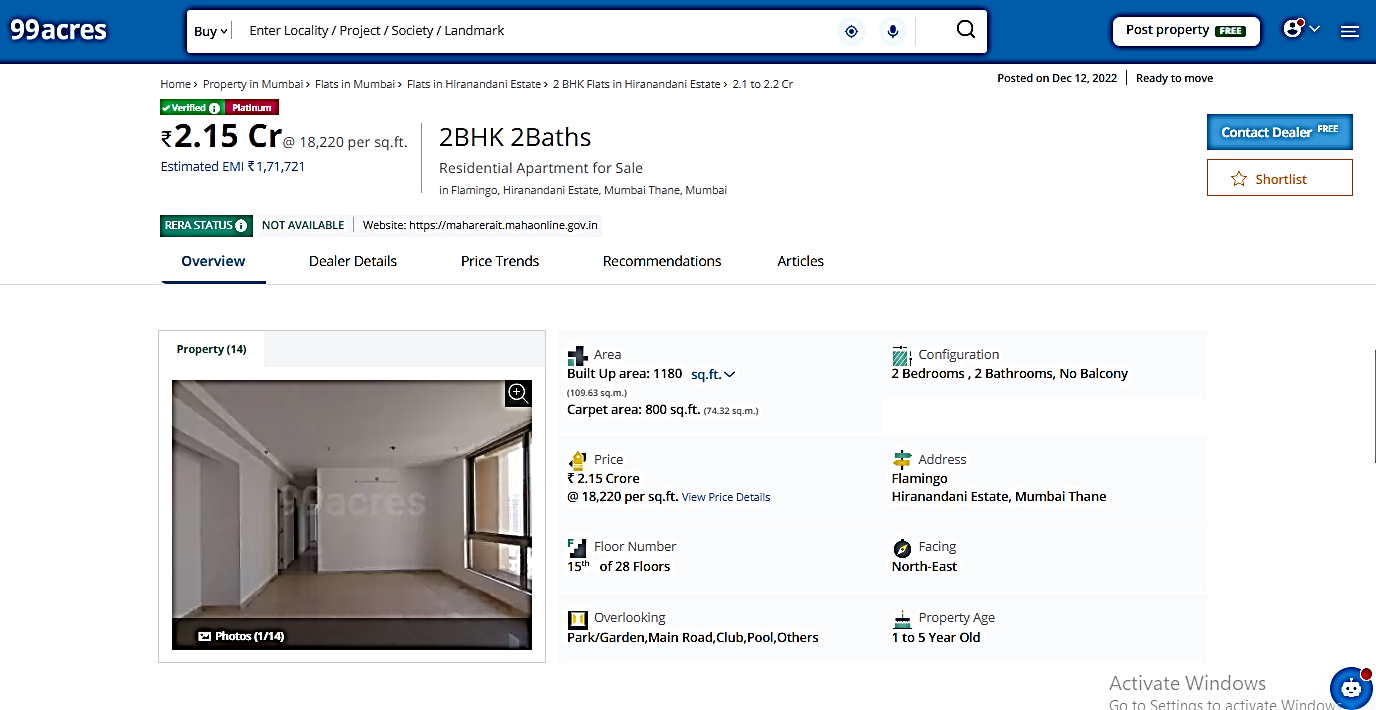 99acres
Buy Enter Locality / Project / Society / Landmark
Post property FREE
Home › Property in Mumbai › Flats in Mumbai › Flats in Hiranandani Estate › 2 BHK Flats in Hiranandani Estate › 2.1 to 2.2 Cr
Posted on Dec 12, 2022 Ready to move
Verified Platinum
₹2.15 Cr @ 18,220 per sq.ft.
Estimated EMI ₹1,71,721
2BHK 2Baths
Residential Apartment for Sale
in Flamingo, Hiranandani Estate, Mumbai Thane, Mumbai
Contact Dealer FREE
Shortlist
RERA STATUS NOT AVAILABLE Website: https://maharerait.mahaonline.gov.in
Overview Dealer Details Price Trends Recommendations Articles
Property (14)
99acres
Photos (1/14)
Area
Built Up area: 1180 sq.ft.
(109.63 sq.m.)
Carpet area: 800 sq.ft. (74.32 sq.m.)
Configuration
2 Bedrooms , 2 Bathrooms, No Balcony
Price
₹ 2.15 Crore
@ 18,220 per sq.ft. View Price Details
Address
Flamingo
Hiranandani Estate, Mumbai Thane
Floor Number
15th of 28 Floors
Facing
North-East
Overlooking
Park/Garden,Main Road,Club,Pool,Others
Property Age
1 to 5 Year Old
Activate Windows
Go to Settings to activate Windows.